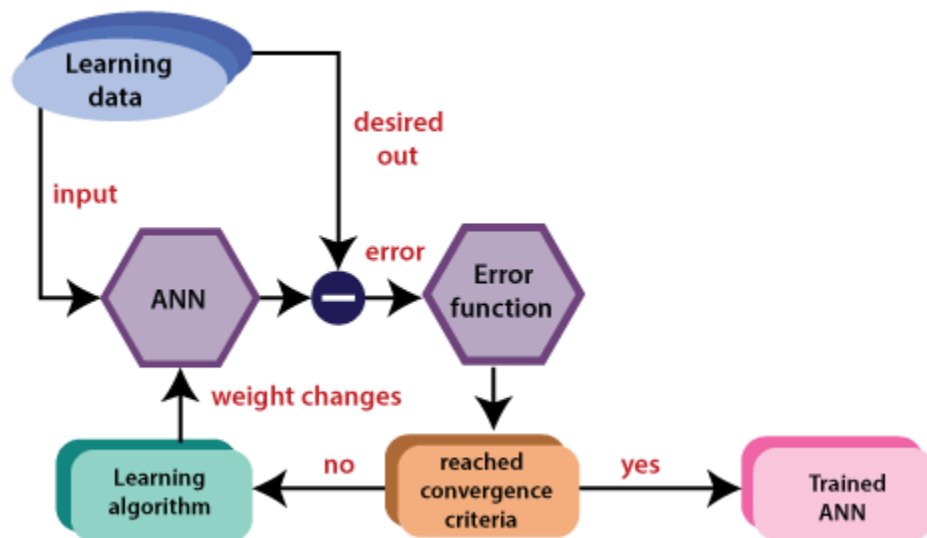 Learning
data
desired
out
input
error
ANN
Error
function
weight changes
Learning
algorithm
no
reached
convergence
criteria
yes
Trained
ANN